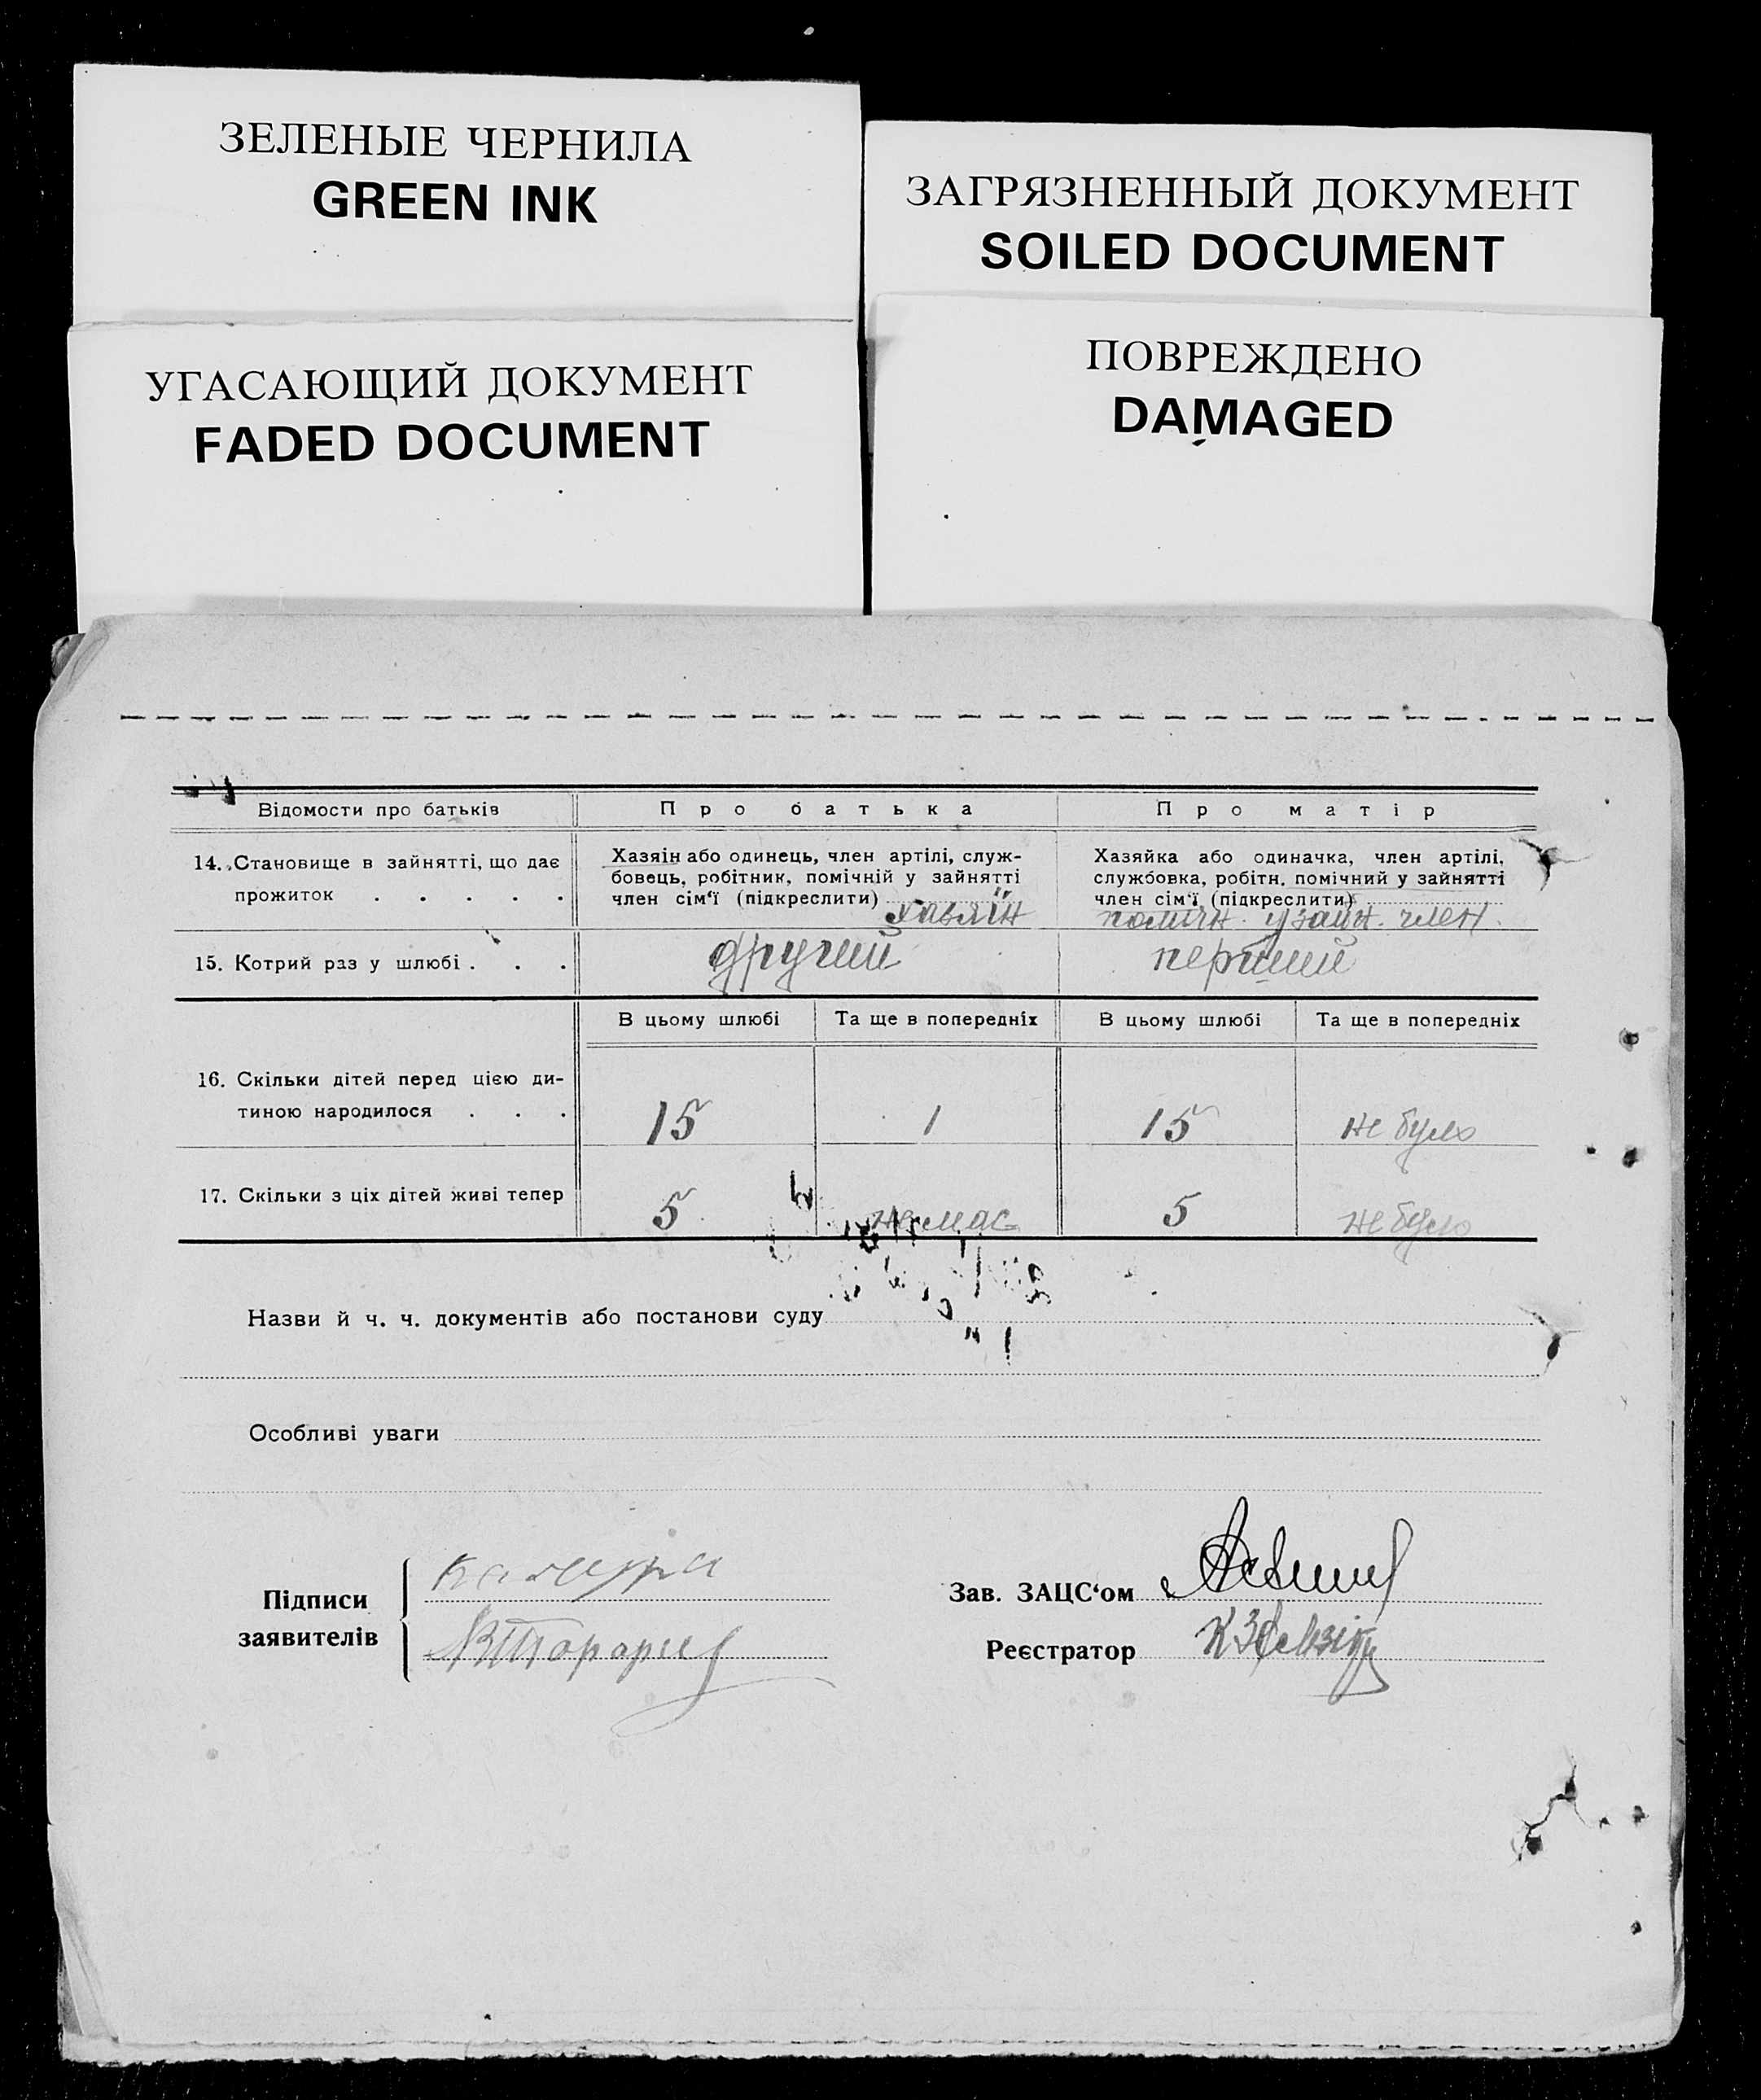 ЗЕЛЕНЫЕ ЧЕРНИЛА
GREEN INK
ЗАГРЯЗНЕННЫЙ ДОКУМЕНТ
SOILED DOCUMENT
УГАСАЮЩИЙ ДОКУМЕНТ
FADED DOCUMENT
ПОВРЕЖДЕНО
DAMAGED
Відомости про батьків
Про батька
Про матір
14. Становище в зайнятті, що дає
прожиток . . . . .
Хазяїн або одинець, член артілі, служ-
бовець, робітник, помічній у зайнятті
член сім‘ї (підкреслити)
хазяїн
Хазяйка або одиначка, член артілі,
службовка, робітн. помічний у зайнятті
член сім‘ї (підкреслити)
помічн. у зайн. член.
15. Котрий раз у шлюбі . . .
другий
перший
В цьому шлюбі
Та ще в попередніх
В цьому шлюбі
Та ще в попередніх
16. Скільки дітей перед цією ди-
тиною народилося . . .
15
1
15
не було
17. Скільки з ціх дітей живі тепер
5
немає
5
не було
Назви й ч. ч. документів або постанови суду
Особливі уваги
Підписи
заявителів
Зав. ЗАЦС‘ом
Реєстратор